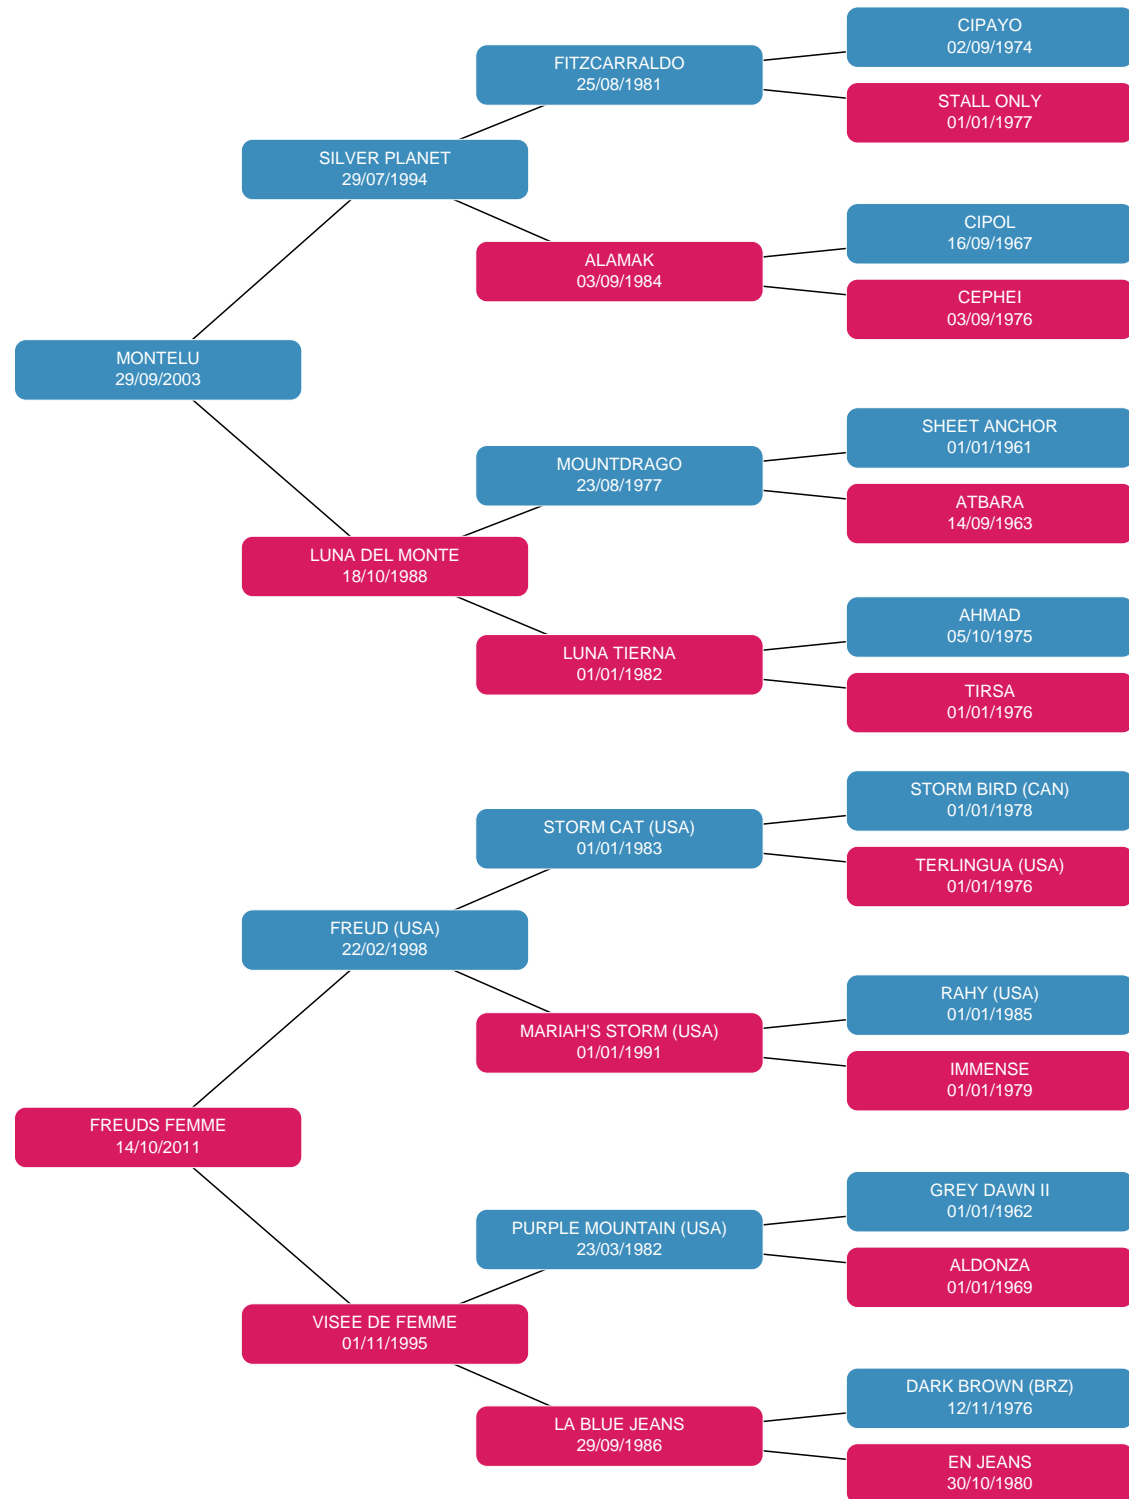 CIPAYO
02/09/1974
FITZCARRALDO
25/08/1981
STALL ONLY
01/01/1977
SILVER PLANET
29/07/1994
CIPOL
16/09/1967
ALAMAK
03/09/1984
CEPHEI
03/09/1976
MONTELU
29/09/2003
SHEET ANCHOR
01/01/1961
MOUNTDRAGO
23/08/1977
ATBARA
14/09/1963
LUNA DEL MONTE
18/10/1988
AHMAD
05/10/1975
LUNA TIERNA
01/01/1982
TIRSA
01/01/1976
STORM BIRD (CAN)
01/01/1978
STORM CAT (USA)
01/01/1983
TERLINGUA (USA)
01/01/1976
FREUD (USA)
22/02/1998
RAHY (USA)
01/01/1985
MARIAH'S STORM (USA)
01/01/1991
IMMENSE
01/01/1979
FREUDS FEMME
14/10/2011
GREY DAWN II
01/01/1962
PURPLE MOUNTAIN (USA)
23/03/1982
ALDONZA
01/01/1969
VISEE DE FEMME
01/11/1995
DARK BROWN (BRZ)
12/11/1976
LA BLUE JEANS
29/09/1986
EN JEANS
30/10/1980